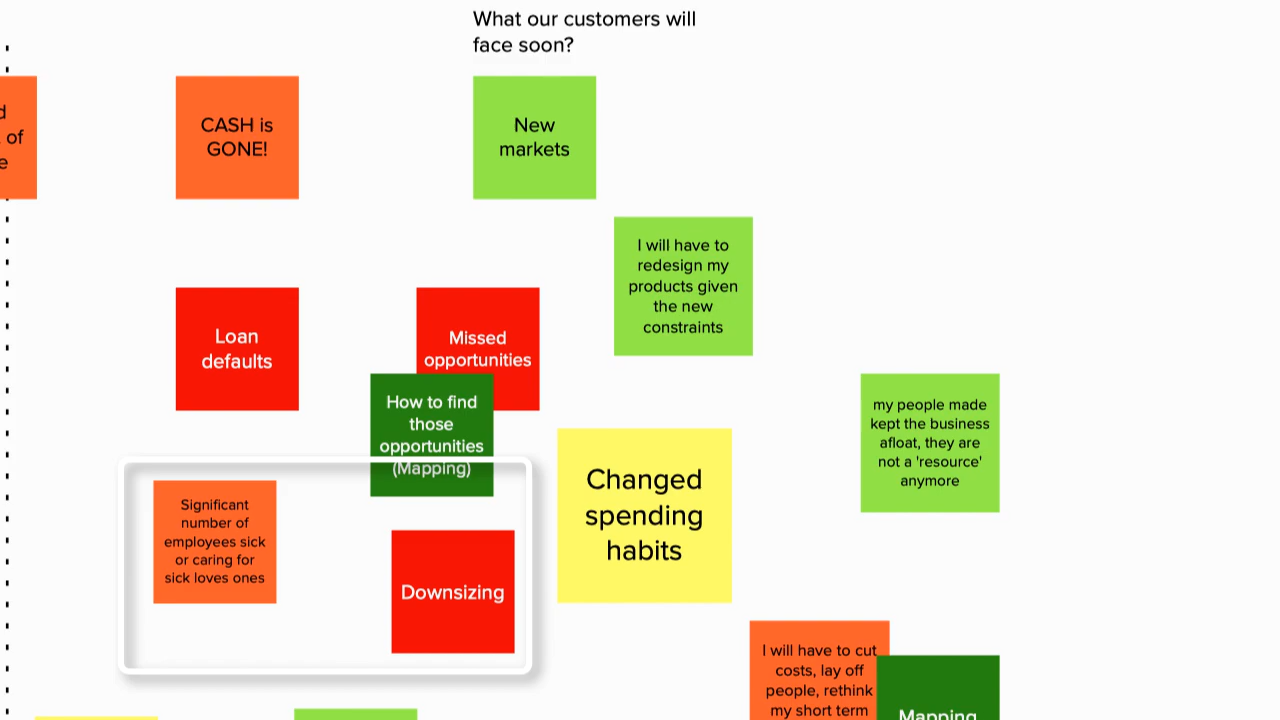 What our customers will
face soon?
of
CASH is
GONE!
New
markets
I will have to
redesign my
products given
the new
constraints
Loan
defaults
Missed
opportunities
How to find
those
opportunities
(Mapping)
my people made
kept the business
afloat, they are
not a 'resource'
anymore
Changed
spending
habits
Significant
number of
employees sick
or caring for
sick loves ones
Downsizing
I will have to cut
costs, lay off
people, rethink
my short term
Mapping